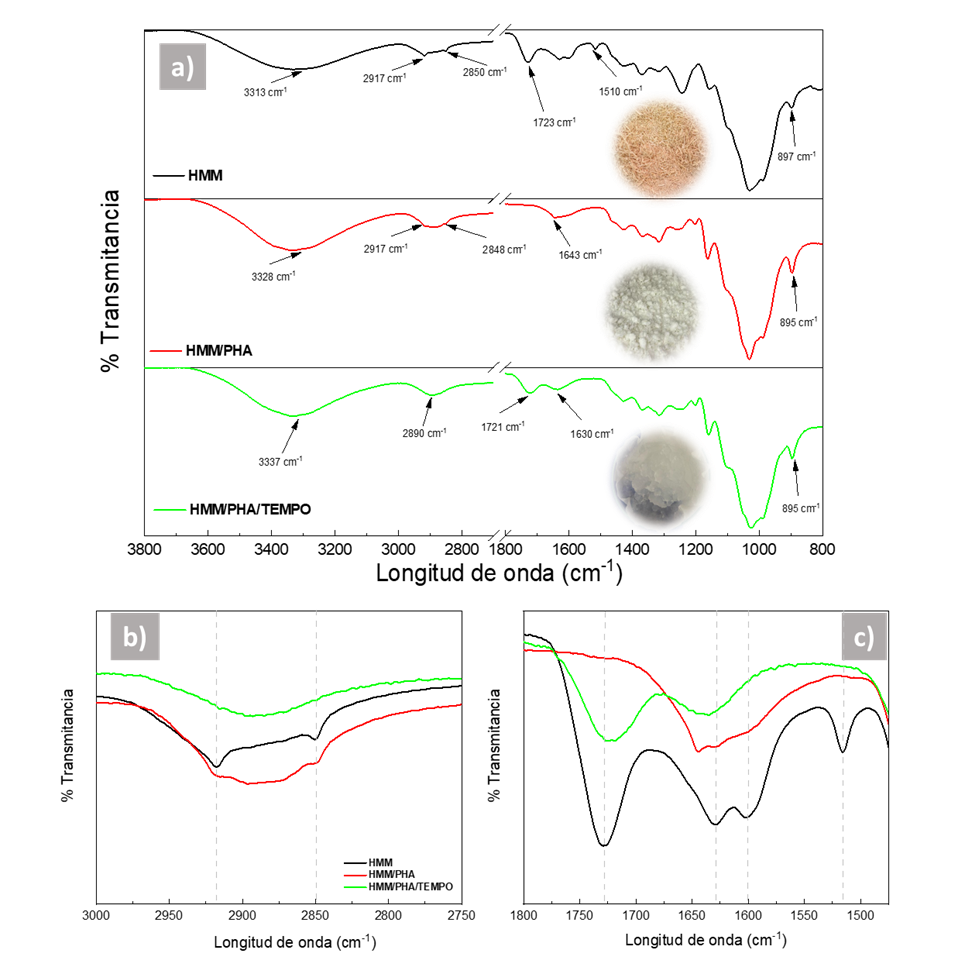 a)
2917 cm-1
2850 cm-1
3313 cm-1
1723 cm-1
1510 cm-1
897 cm-1
HMM
2917 cm-1
2848 cm-1
3328 cm-1
1643 cm-1
895 cm-1
HMM/PHA
2890 cm-1
1721 cm-1
1630 cm-1
3337 cm-1
895 cm-1
HMM/PHA/TEMPO
% Transmitancia
3800 3400 3000 2800 1800 1600 1400 1200 1000 800
Longitud de onda (cm-1)
b)
% Transmitancia
HMM
HMM/PHA
HMM/PHA/TEMPO
3000 2950 2900 2850 2800 2750
Longitud de onda (cm-1)
c)
% Transmitancia
1800 1750 1700 1650 1600 1550 1500
Longitud de onda (cm-1)